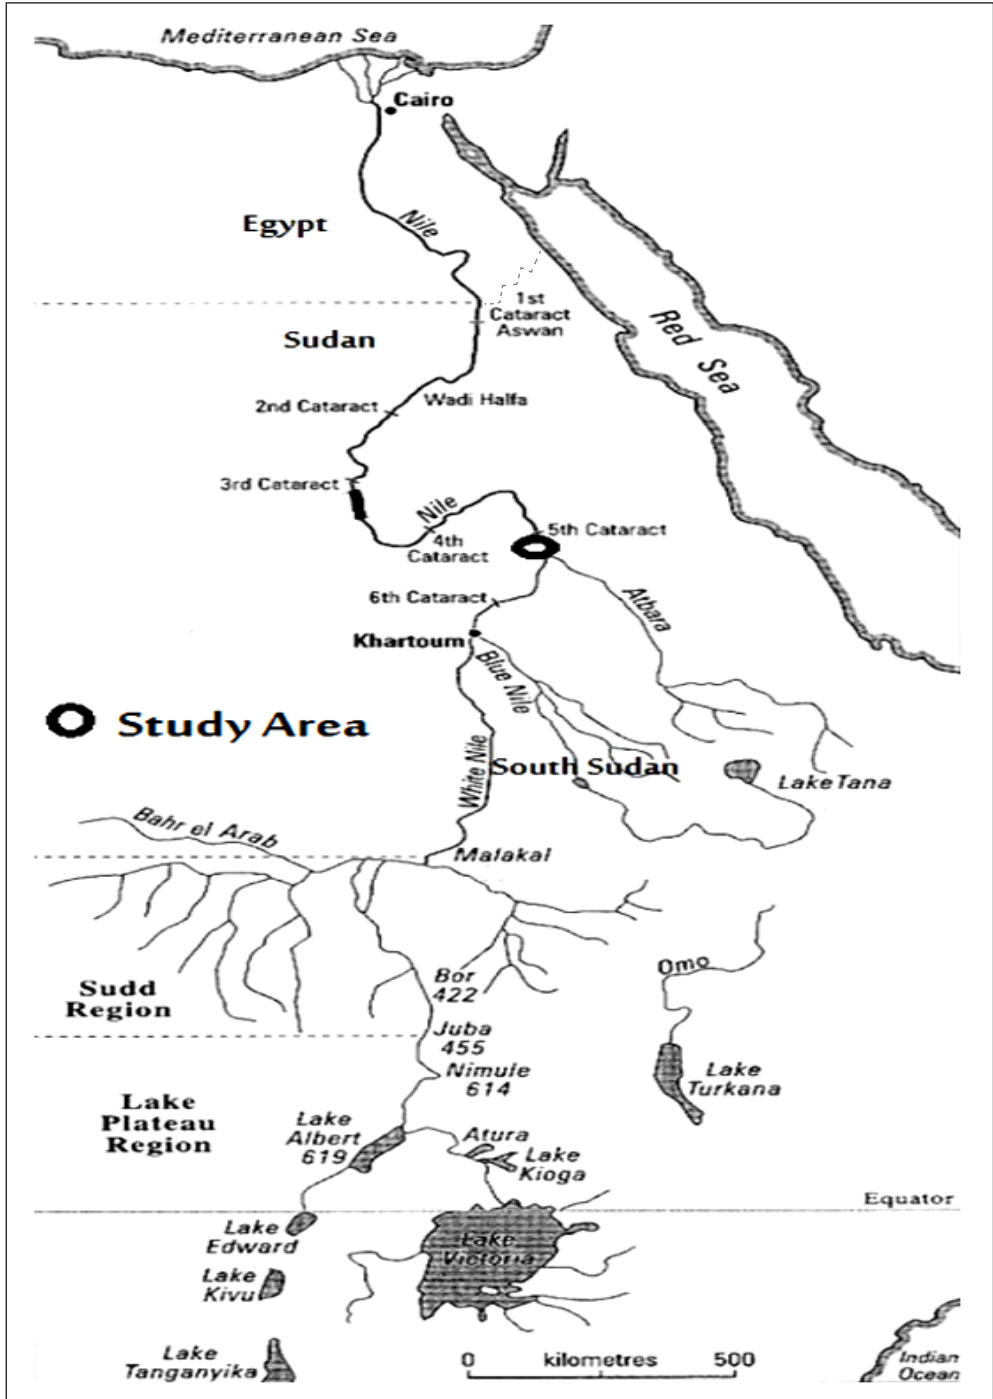 Mediterranean Sea
Cairo
Egypt
Nile
1st
Cataract
Aswan
Sudan
Red Sea
Wadi Halfa
2nd Cataract
3rd Cataract
Nile
5th Cataract
4th
Cataract
6th Cataract
Atbara
Khartoum
Blue Nile
Study Area
White Nile
South Sudan
Lake Tana
Bahr el Arab
Malakal
Omo
Bor
422
Sudd
Region
Juba
455
Nimule
614
Lake
Turkana
Lake
Plateau
Region
Lake
Albert
619
Atura
Lake
Kioga
Equator
Lake
Edward
Lake
Victoria
Lake
Kivu
Lake
Tanganyika
0 kilometres 500
Indian
Ocean